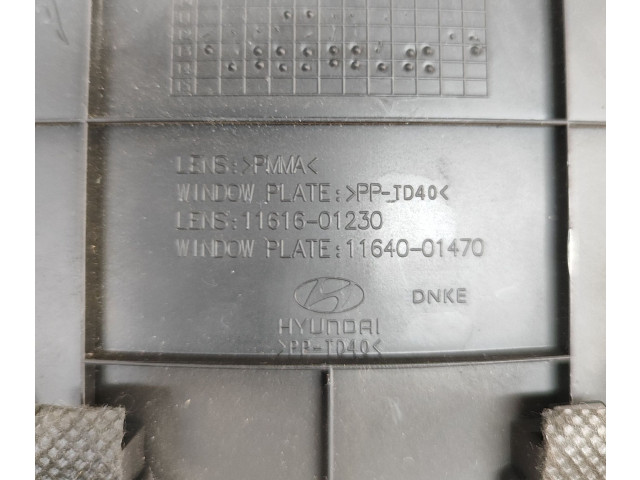 LENS:>PMMA<
WINDOW PLATE:>PP-TD40<
LENS:11616-01230
WINDOW PLATE:11640-01470
DNKE
HYUNDAI
>PP-TD40<